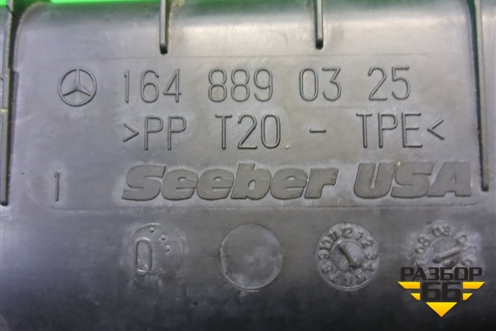 164 889 03 25
>PP T20 - TPE<
1 Seeber USA
Q
РАЗБОР
66